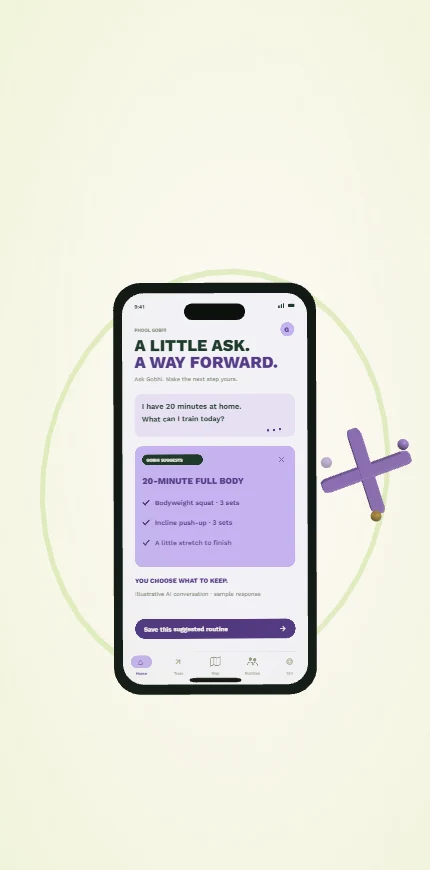 9:41
PHOOL GOBHI
G
A LITTLE ASK.
A WAY FORWARD.
Ask Gobhi. Make the next step yours.
I have 20 minutes at home.
What can I train today?
GOBHI SUGGESTS
20-MINUTE FULL BODY
Bodyweight squat · 3 sets
Incline push-up · 3 sets
A little stretch to finish
YOU CHOOSE WHAT TO KEEP.
Illustrative AI conversation · sample response
Save this suggested routine
Home